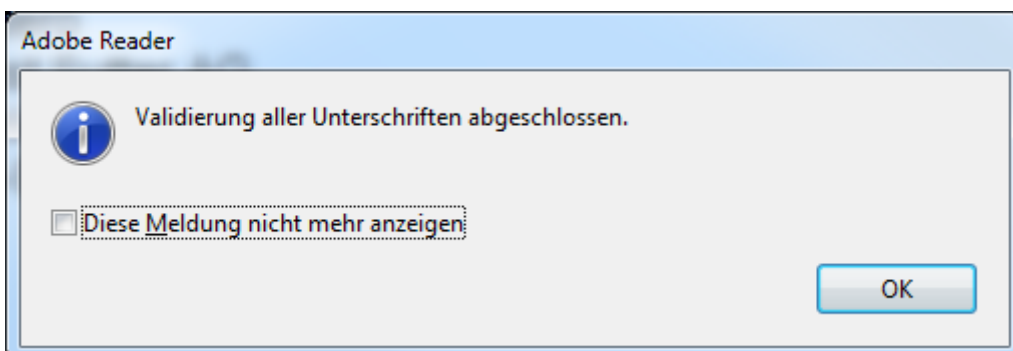 Adobe Reader
Validierung aller Unterschriften abgeschlossen.
Diese Meldung nicht mehr anzeigen
OK